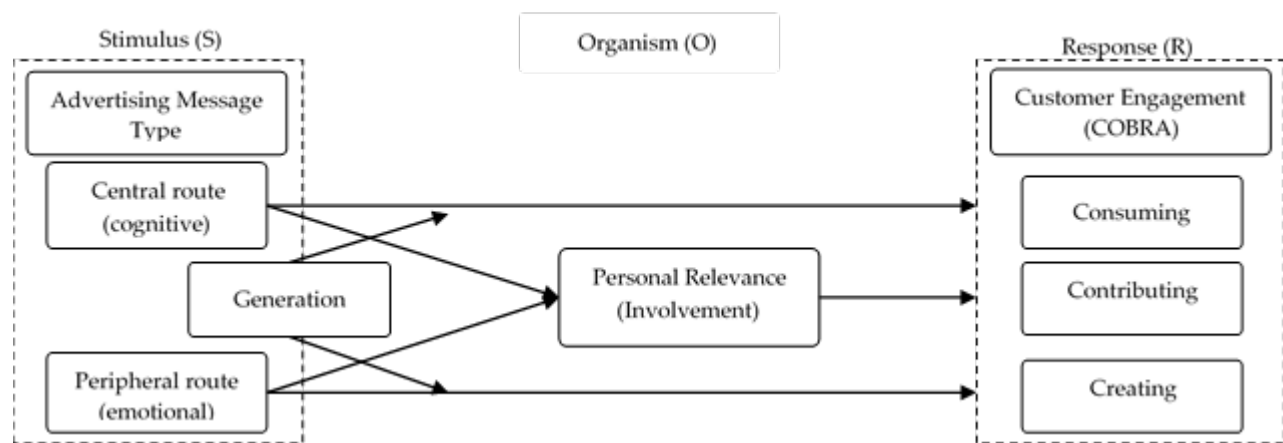 Stimulus (S)
Organism (O)
Response (R)
Advertising Message
Type
Customer Engagement
(COBRA)
Central route
(cognitive)
Consuming
Generation
Personal Relevance
(Involvement)
Contributing
Peripheral route
(emotional)
Creating